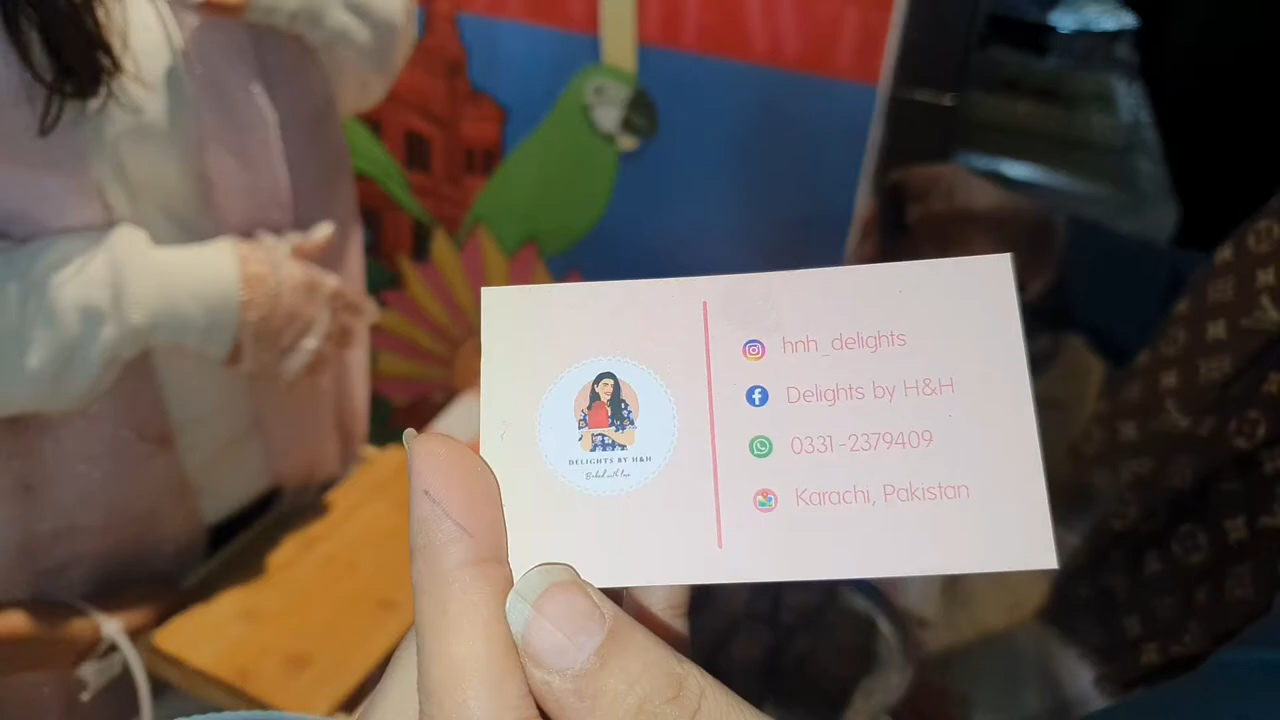 DELIGHTS BY H&H
Baked with love
hnh_delights
Delights by H&H
0331-2379409
Karachi, Pakistan